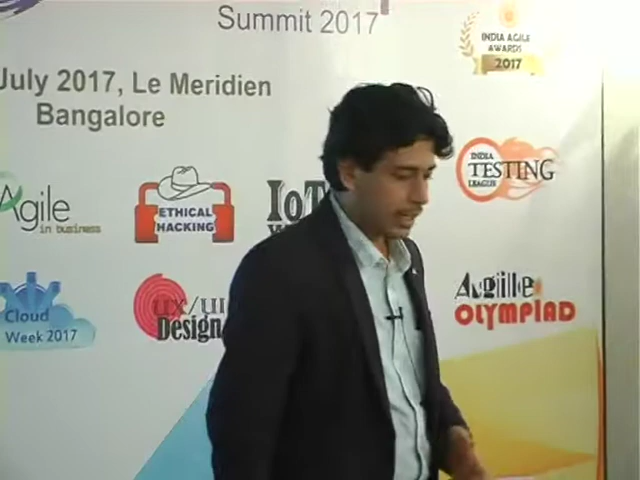 Summit 2017
INDIA AGILE
AWARDS
2017
July 2017, Le Meridien
Bangalore
INDIA
TESTING
LEAGUE
Agile
in business
ETHICAL
HACKING
IoT
Cloud
Week 2017
UX/UI
Design
OLYMPIAD